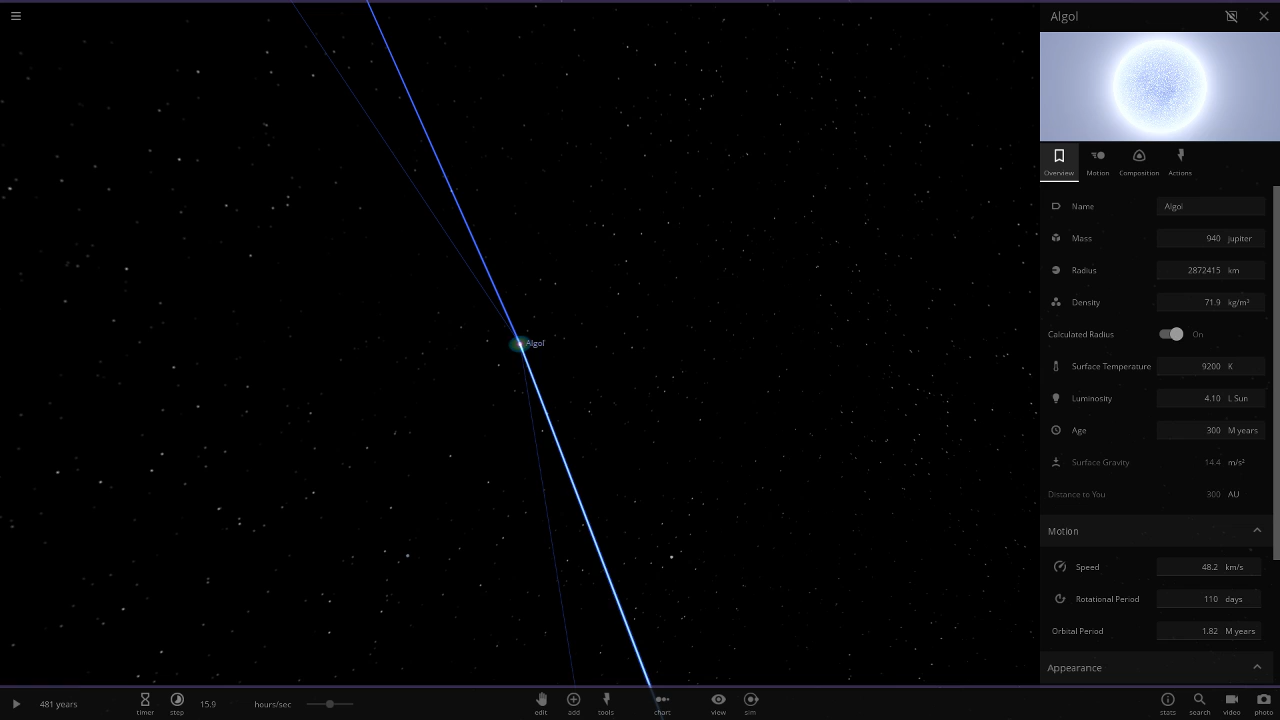 Algol
Overview Motion Composition Actions
Name Algol
Mass 940 jupiter
Radius 2872415 km
Density 71.9 kg/m³
Calculated Radius On
Surface Temperature 9200 K
Algol
Luminosity 4.10 L Sun
Age 300 M years
Surface Gravity 14.4 m/s²
Distance to You 300 AU
Motion
Speed 48.2 km/s
Rotational Period 110 days
Orbital Period 1.82 M years
Appearance
481 years timer step 15.9 hours/sec edit add tools chart view sim stats search video photo